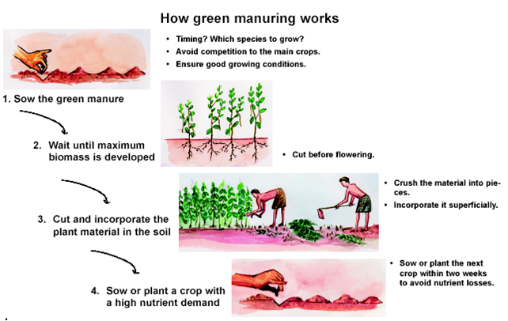 How green manuring works
• Timing? Which species to grow?
• Avoid competition to the main crops.
• Ensure good growing conditions.
1. Sow the green manure
2. Wait until maximum
biomass is developed
• Cut before flowering.
• Crush the material into pie-
ces.
• Incorporate it superficially.
3. Cut and incorporate the
plant material in the soil
• Sow or plant the next
crop within two weeks
to avoid nutrient losses.
4. Sow or plant a crop with
a high nutrient demand